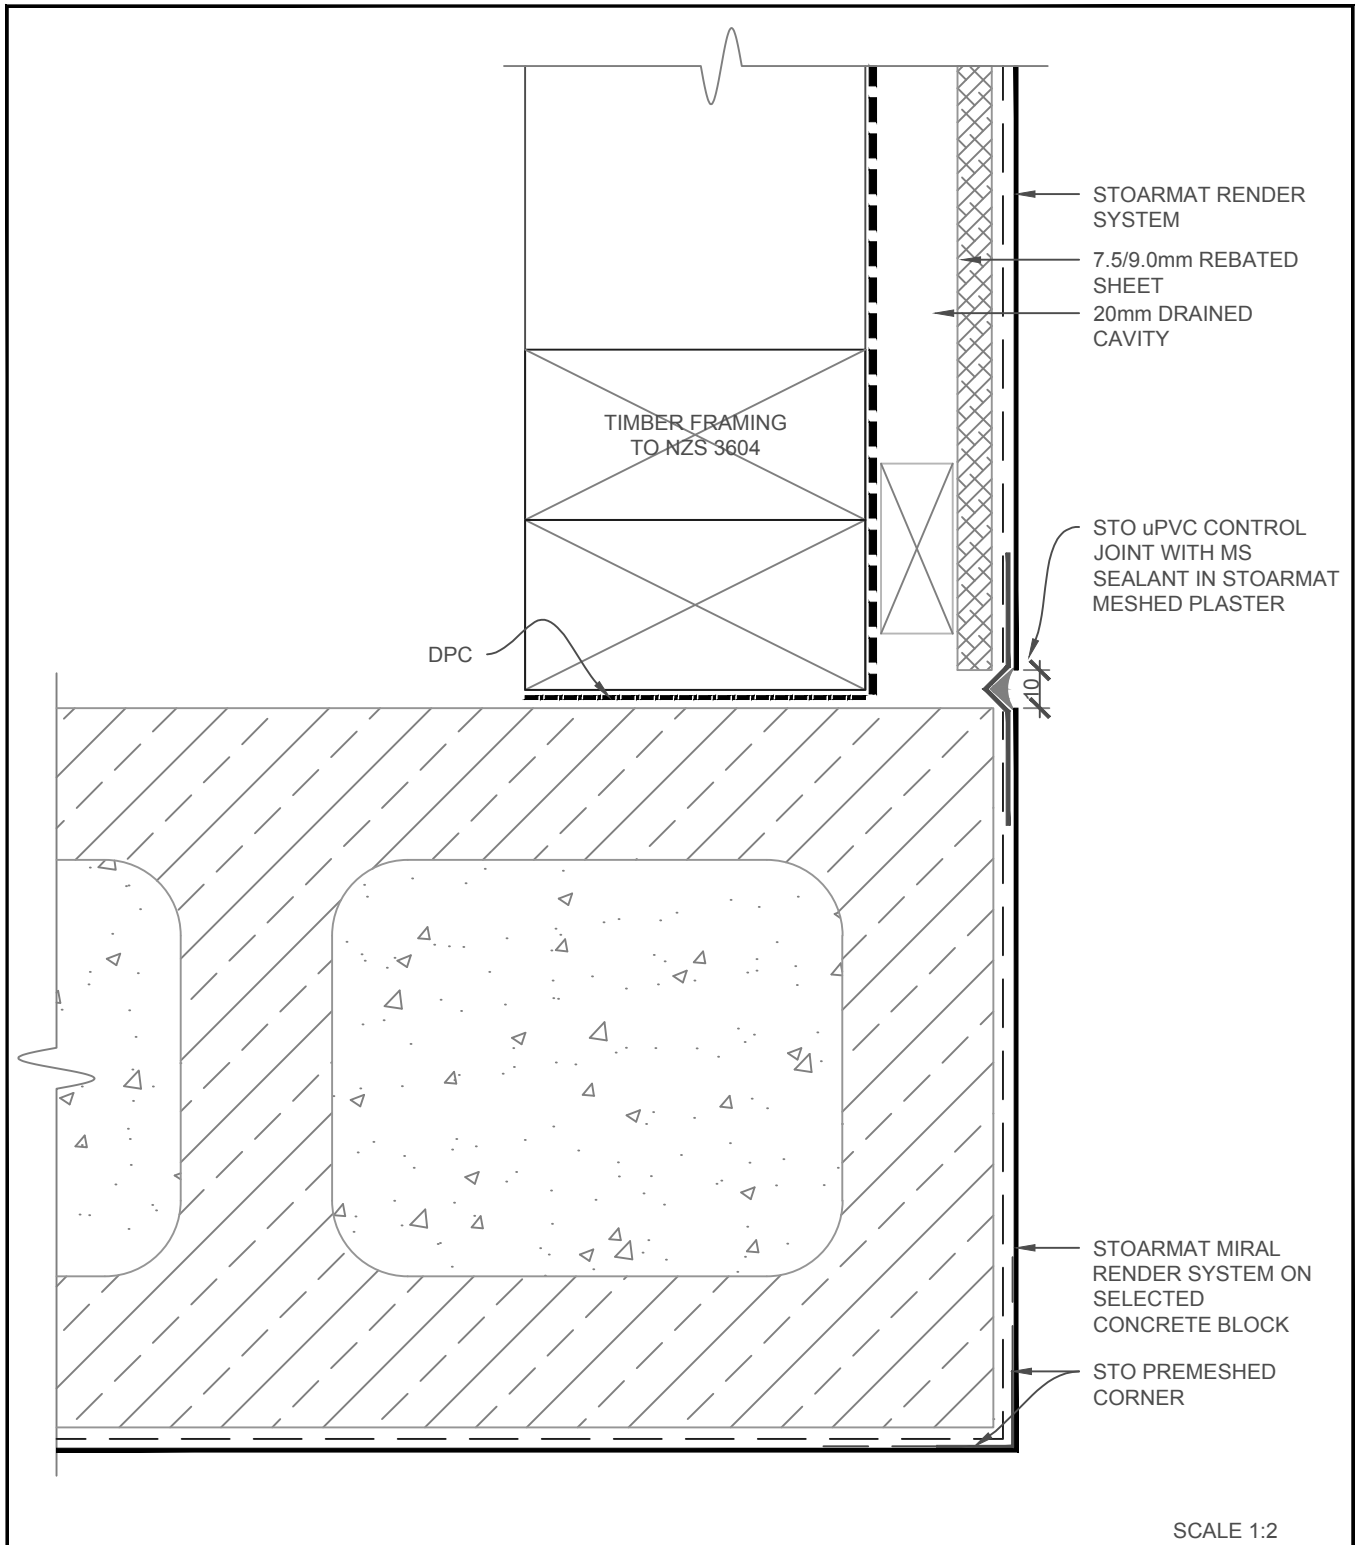 STOARMAT RENDER
SYSTEM
7.5/9.0mm REBATED
SHEET
20mm DRAINED
CAVITY
TIMBER FRAMING
TO NZS 3604
STO uPVC CONTROL
JOINT WITH MS
SEALANT IN STOARMAT
MESHED PLASTER
DPC
10
STOARMAT MIRAL
RENDER SYSTEM ON
SELECTED
CONCRETE BLOCK
STO PREMESHED
CORNER
SCALE 1:2